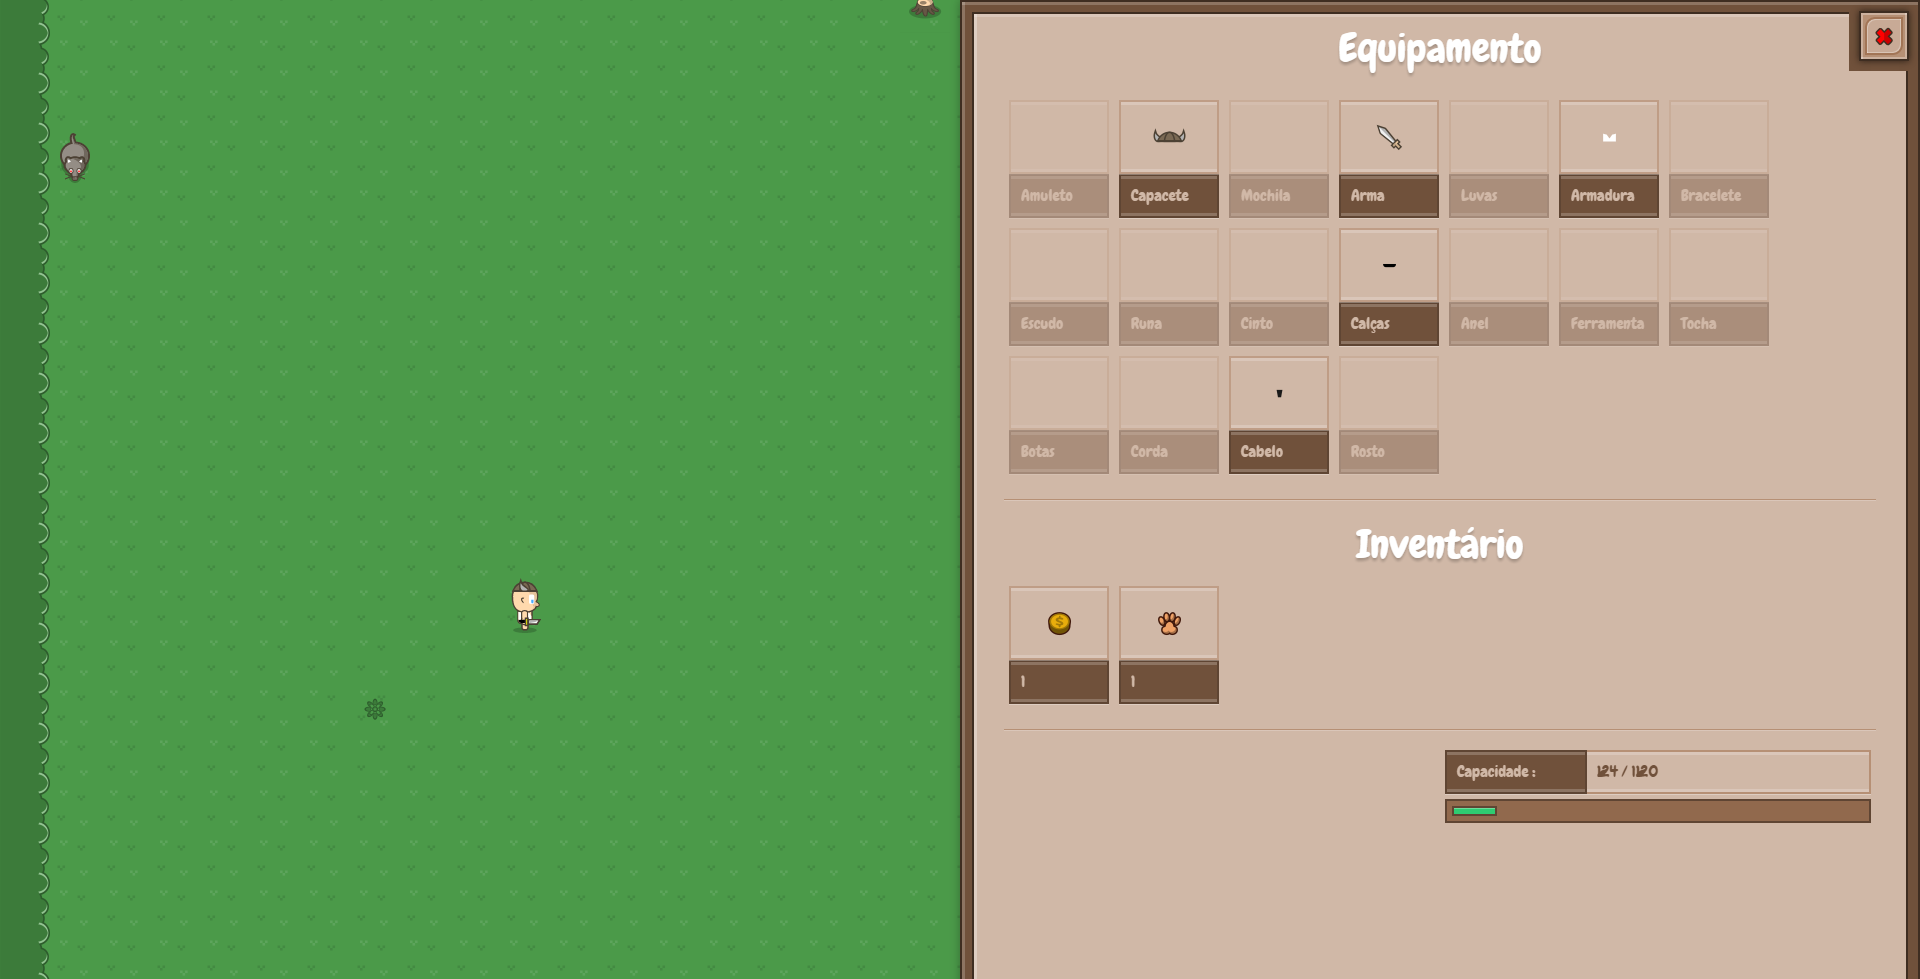 Equipamento
Amuleto Capacete Mochila Arma Luvas Armadura Bracelete
Escudo Runa Cinto Calças Anel Ferramenta Tocha
Botas Corda Cabelo Rosto
Inventário
1 1
Capacidade : 124 / 1120